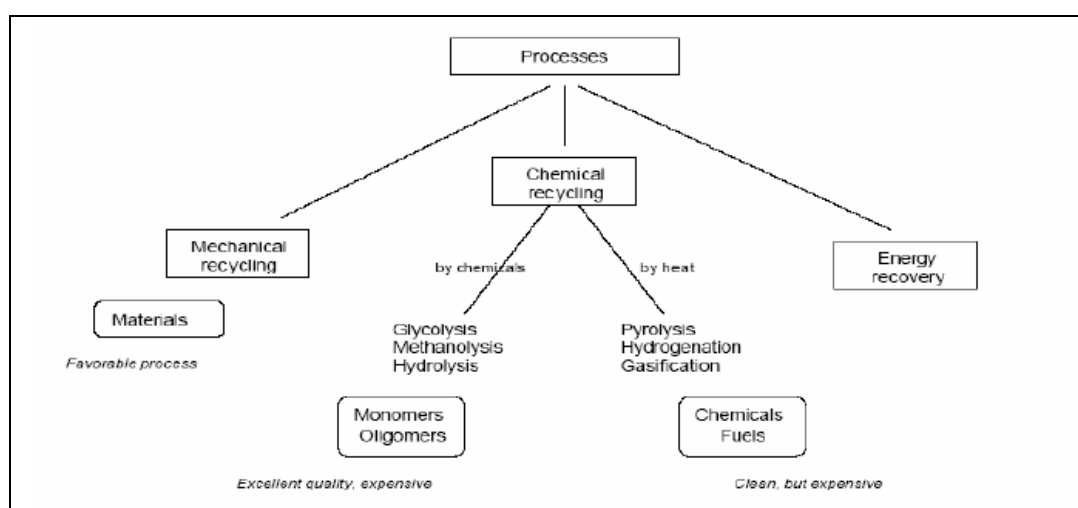 Processes
Chemical
recycling
Mechanical
recycling
Energy
recovery
by chemicals
by heat
Materials
Favorable process
Glycolysis
Methanolysis
Hydrolysis
Pyrolysis
Hydrogenation
Gasification
Monomers
Oligomers
Chemicals
Fuels
Excellent quality, expensive
Clean, but expensive